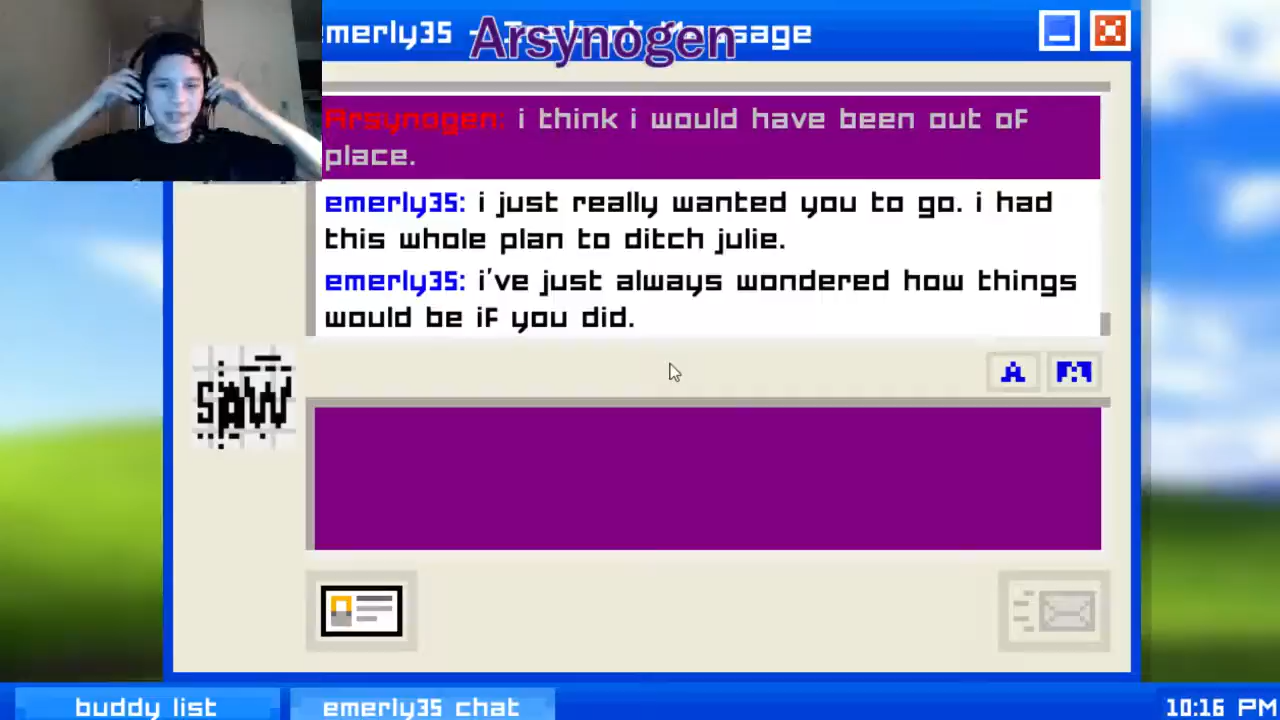 emerly35 - Instant Message
Arsynogen
Arsynogen: i think i would have been out of
place.
emerly35: i just really wanted you to go. i had
this whole plan to ditch julie.
emerly35: i've just always wondered how things
would be if you did.
SAW
A
buddy list
emerly35 chat
10:16 PM